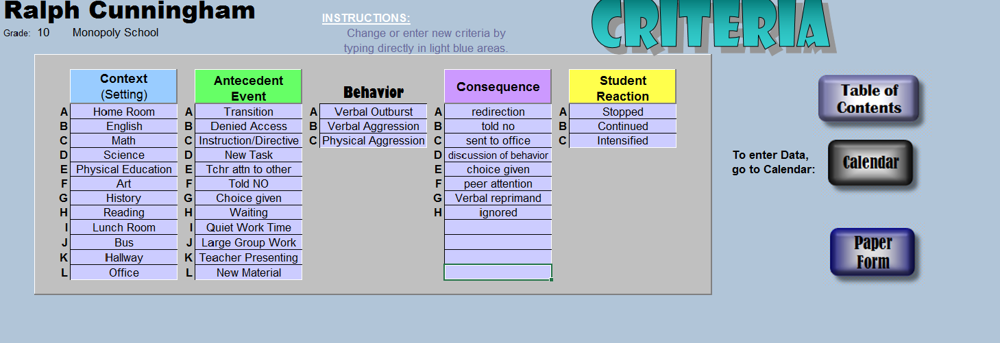 Ralph Cunningham
Grade: 10 Monopoly School
INSTRUCTIONS:
Change or enter new criteria by
typing directly in light blue areas.
CRITERIA
Context
(Setting)
Antecedent
Event
Behavior
Consequence
Student
Reaction
A Home Room A Transition A Verbal Outburst A redirection A Stopped
B English B Denied Access B Verbal Aggression B told no B Continued
C Math C Instruction/Directive C Physical Aggression C sent to office C Intensified
D Science D New Task D discussion of behavior
E Physical Education E Tchr attn to other E choice given
F Art F Told NO F peer attention
G History G Choice given G Verbal reprimand
H Reading H Waiting H iignored
I Lunch Room I Quiet Work Time
J Bus J Large Group Work
K Hallway K Teacher Presenting
L Office L New Material
Table of
Contents
To enter Data,
go to Calendar:
Calendar
Paper
Form